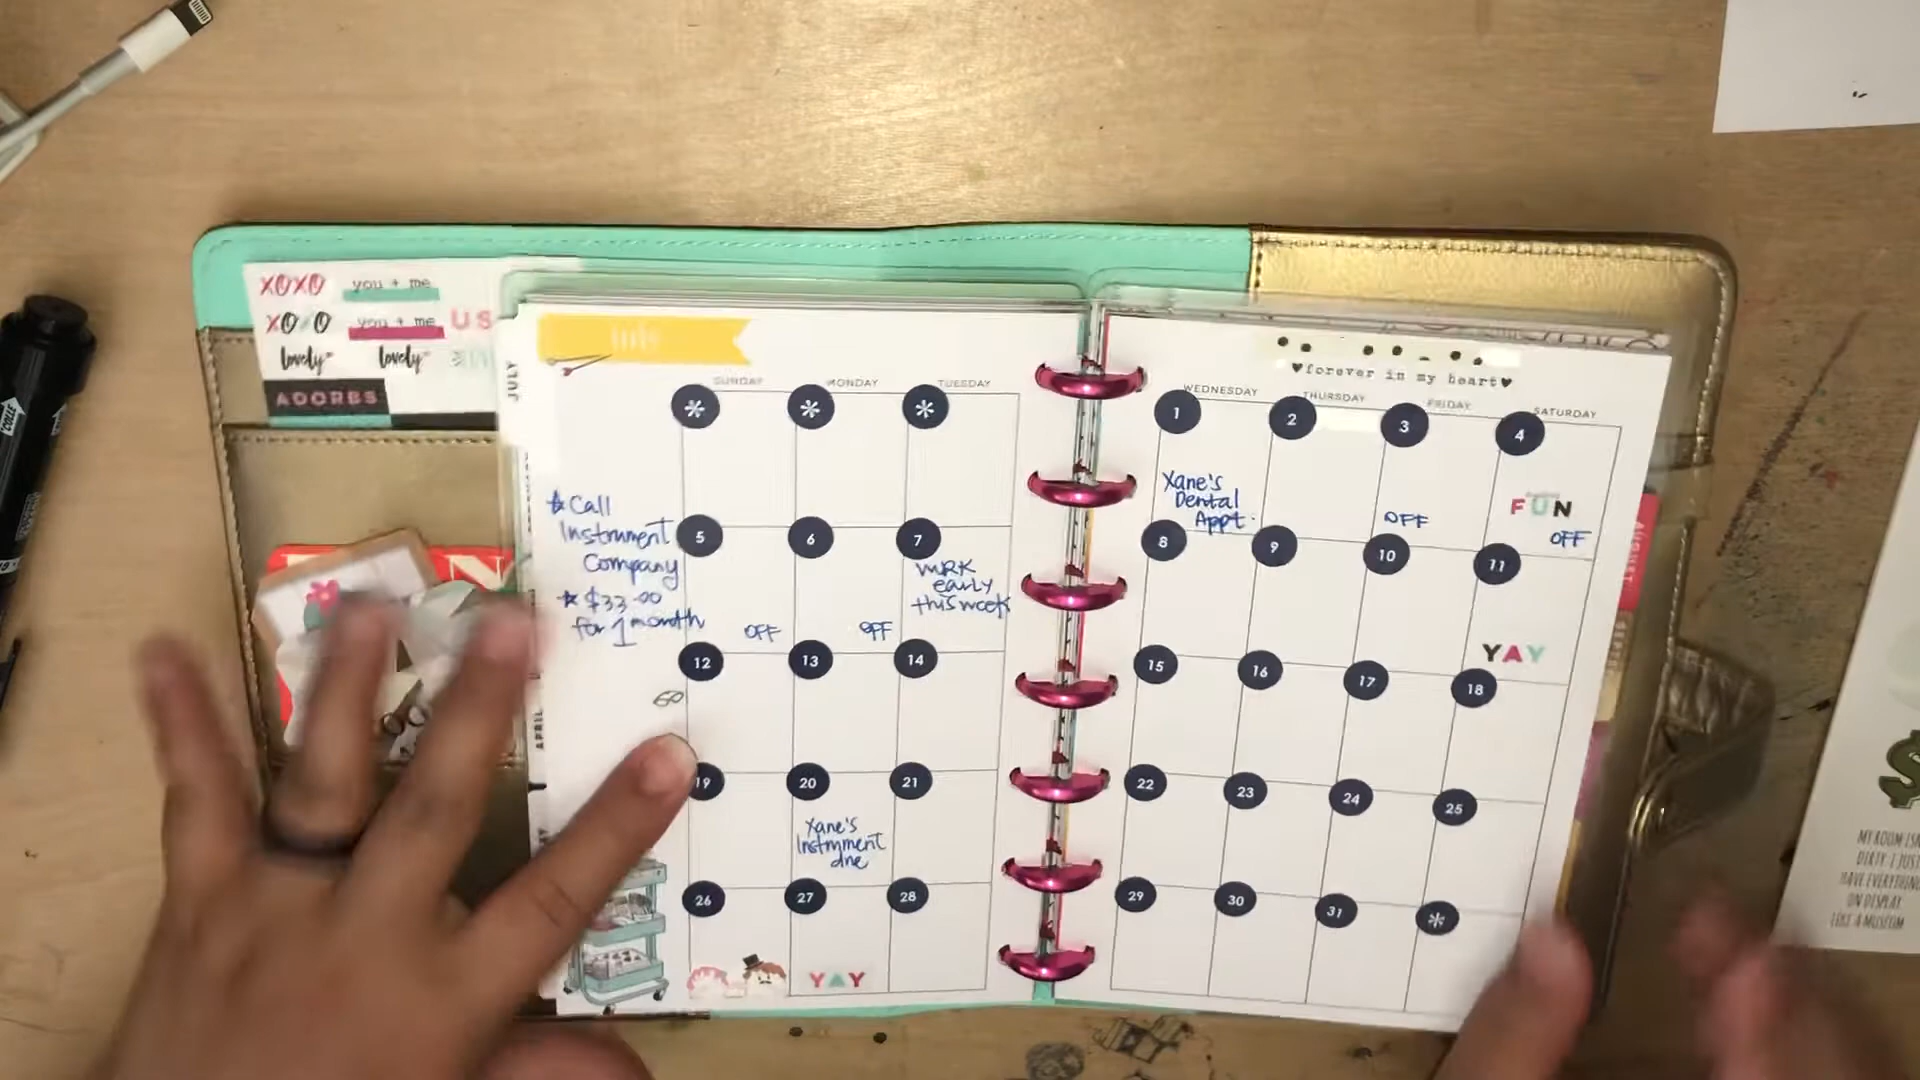 XOXO you + me
XOXO you + me US
lovely lovely
ADORBS
JULY
July
SUNDAY MONDAY TUESDAY
* * *
☆ Call
Instrument
Company
☆ $33.00
for 1 month
5 6 7
WORK
early
this week
OFF OFF
12 13 14
APRIL
19 20 21
Xane's
Instrument
due
26 27 28
YAY
♥forever in my heart♥
WEDNESDAY THURSDAY FRIDAY SATURDAY
1 2 3 4
Xane's
Dental
Appt.
OFF
FUN
OFF
8 9 10 11
YAY
15 16 17 18
22 23 24 25
29 30 31 *
AUGUST
$
MY ROOM ISN
DIRTY. I JUST
HAVE EVERYTHING
ON DISPLAY
LIKE A MUSEUM